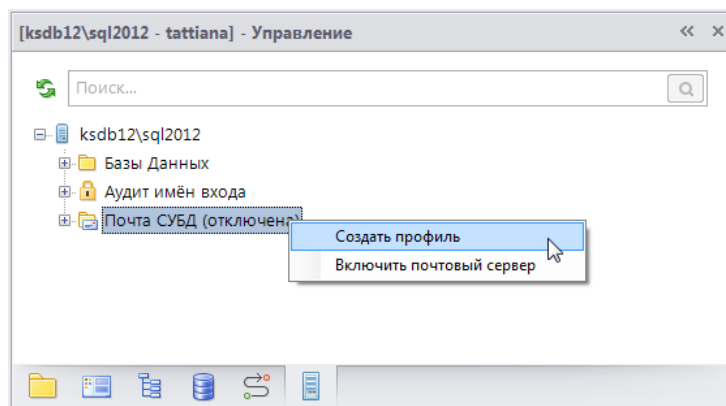 [ksdb12\sql2012 - tattiana] - Управление
Поиск...
ksdb12\sql2012
Базы Данных
Аудит имён входа
Почта СУБД (отключена)
Создать профиль
Включить почтовый сервер